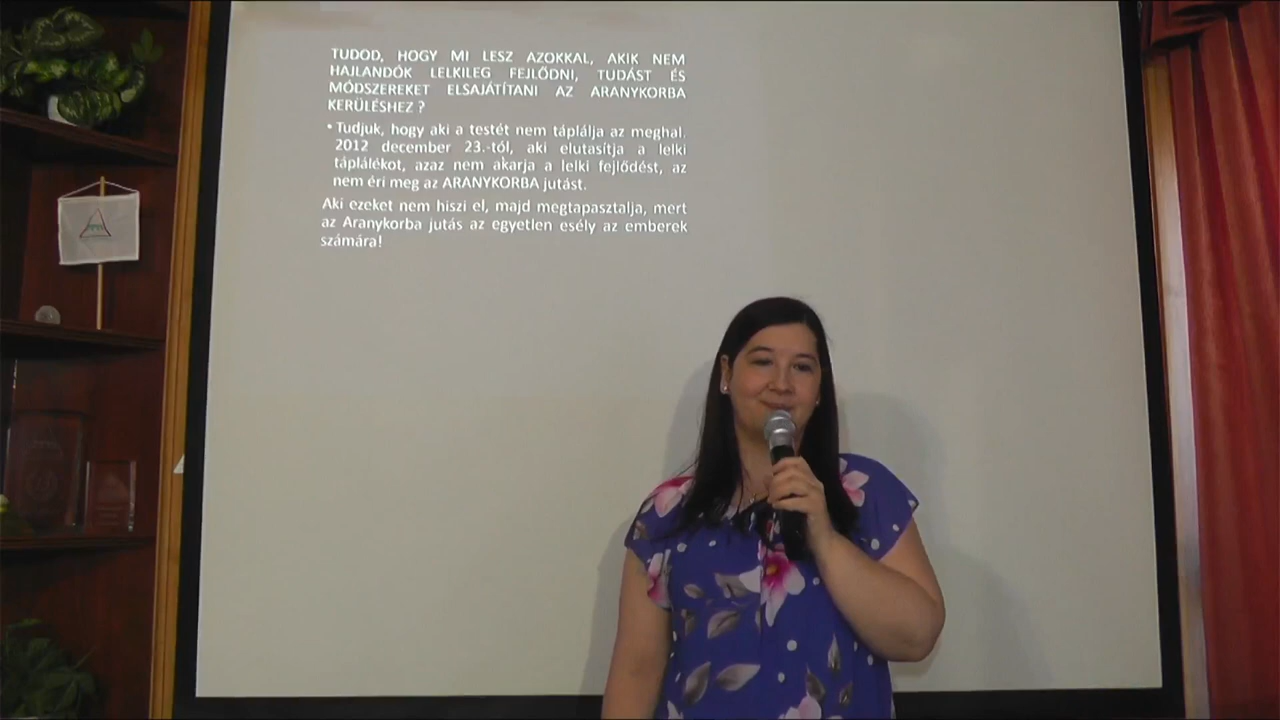 TUDOD, HOGY MI LESZ AZOKKAL, AKIK NEM
HAJLANDÓK LELKILEG FEJLŐDNI, TUDÁST ÉS
MÓDSZEREKET ELSAJÁTÍTANI AZ ARANYKORBA
KERÜLÉSHEZ ?
• Tudjuk, hogy aki a testét nem táplálja az meghal.
2012 december 23.-tól, aki elutasítja a lelki
táplálékot, azaz nem akarja a lelki fejlődést, az
nem éri meg az ARANYKORBA jutást.
Aki ezeket nem hiszi el, majd megtapasztalja, mert
az Aranykorba jutás az egyetlen esély az emberek
számára!